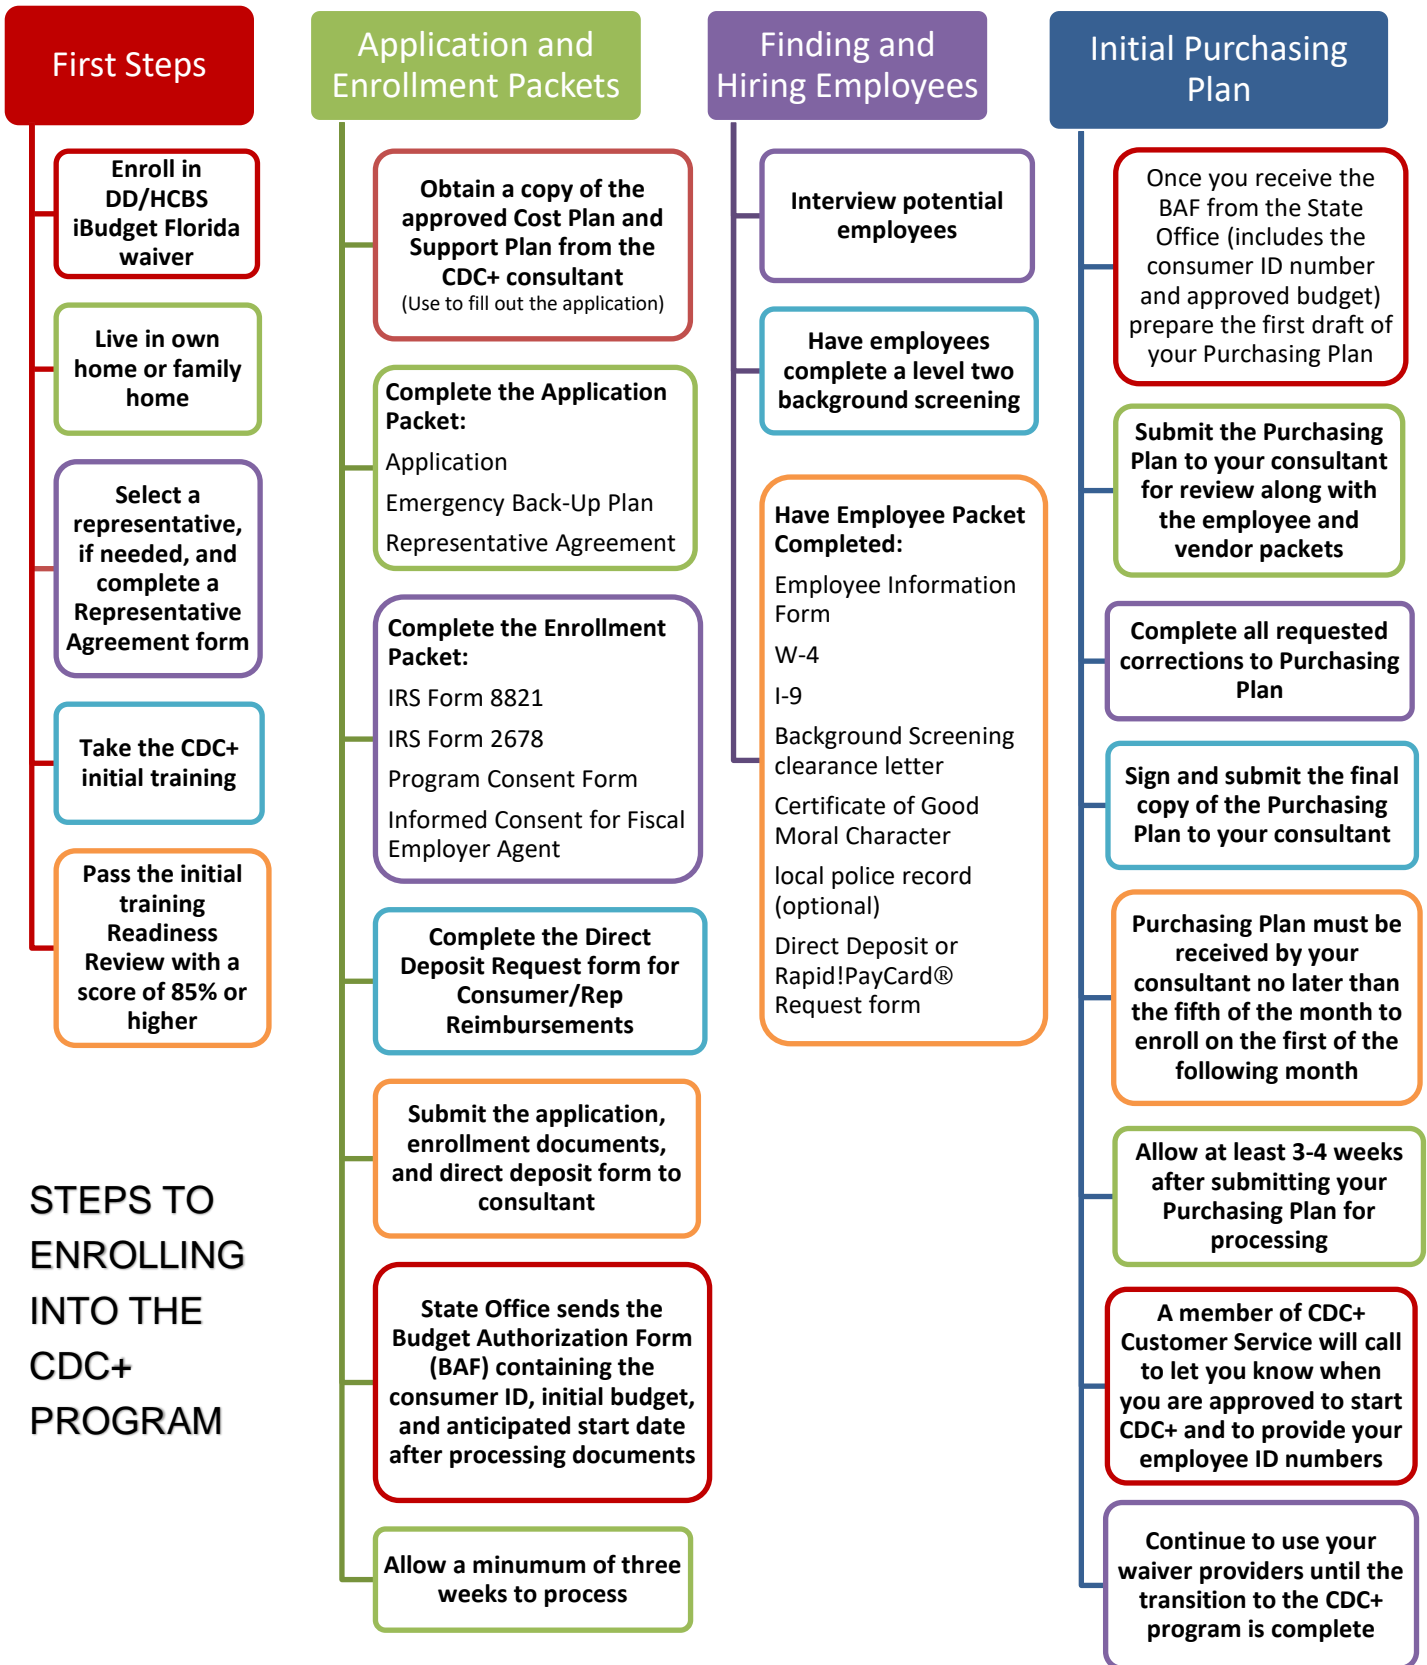 First Steps
Enroll in
DD/HCBS
iBudget Florida
waiver
Live in own
home or family
home
Select a
representative,
if needed, and
complete a
Representative
Agreement form
Take the CDC+
initial training
Pass the initial
training
Readiness
Review with a
score of 85% or
higher
STEPS TO
ENROLLING
INTO THE
CDC+
PROGRAM
Application and
Enrollment Packets
Obtain a copy of the
approved Cost Plan and
Support Plan from the
CDC+ consultant
(Use to fill out the application)
Complete the Application
Packet:
Application
Emergency Back-Up Plan
Representative Agreement
Complete the Enrollment
Packet:
IRS Form 8821
IRS Form 2678
Program Consent Form
Informed Consent for Fiscal
Employer Agent
Complete the Direct
Deposit Request form for
Consumer/Rep
Reimbursements
Submit the application,
enrollment documents,
and direct deposit form to
consultant
State Office sends the
Budget Authorization Form
(BAF) containing the
consumer ID, initial budget,
and anticipated start date
after processing documents
Allow a minumum of three
weeks to process
Finding and
Hiring Employees
Interview potential
employees
Have employees
complete a level two
background screening
Have Employee Packet
Completed:
Employee Information
Form
W-4
I-9
Background Screening
clearance letter
Certificate of Good
Moral Character
local police record
(optional)
Direct Deposit or
Rapid!PayCard®
Request form
Initial Purchasing
Plan
Once you receive the
BAF from the State
Office (includes the
consumer ID number
and approved budget)
prepare the first draft of
your Purchasing Plan
Submit the Purchasing
Plan to your consultant
for review along with
the employee and
vendor packets
Complete all requested
corrections to Purchasing
Plan
Sign and submit the final
copy of the Purchasing
Plan to your consultant
Purchasing Plan must be
received by your
consultant no later than
the fifth of the month to
enroll on the first of the
following month
Allow at least 3-4 weeks
after submitting your
Purchasing Plan for
processing
A member of CDC+
Customer Service will call
to let you know when
you are approved to start
CDC+ and to provide your
employee ID numbers
Continue to use your
waiver providers until the
transition to the CDC+
program is complete